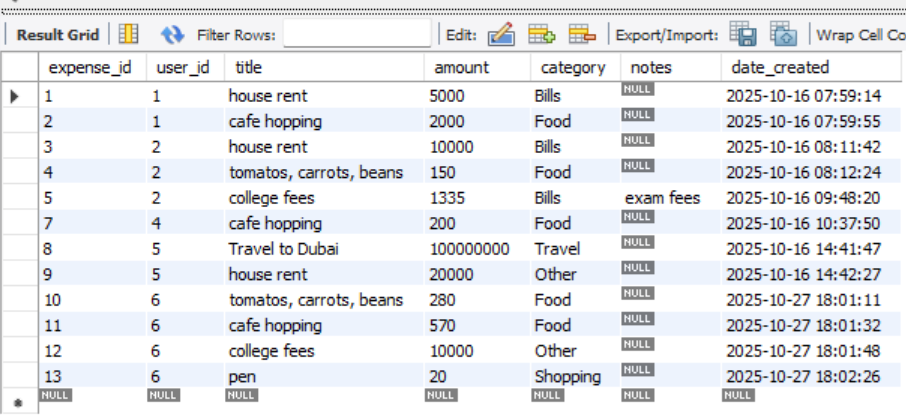 Result Grid Filter Rows: Edit: Export/Import: Wrap Cell Co
expense_id user_id title amount category notes date_created
1 1 house rent 5000 Bills NULL 2025-10-16 07:59:14
2 1 cafe hopping 2000 Food NULL 2025-10-16 07:59:55
3 2 house rent 10000 Bills NULL 2025-10-16 08:11:42
4 2 tomatos, carrots, beans 150 Food NULL 2025-10-16 08:12:24
5 2 college fees 1335 Bills exam fees 2025-10-16 09:48:20
7 4 cafe hopping 200 Food NULL 2025-10-16 10:37:50
8 5 Travel to Dubai 100000000 Travel NULL 2025-10-16 14:41:47
9 5 house rent 20000 Other NULL 2025-10-16 14:42:27
10 6 tomatos, carrots, beans 280 Food NULL 2025-10-27 18:01:11
11 6 cafe hopping 570 Food NULL 2025-10-27 18:01:32
12 6 college fees 10000 Other NULL 2025-10-27 18:01:48
13 6 pen 20 Shopping NULL 2025-10-27 18:02:26
NULL NULL NULL NULL NULL NULL NULL